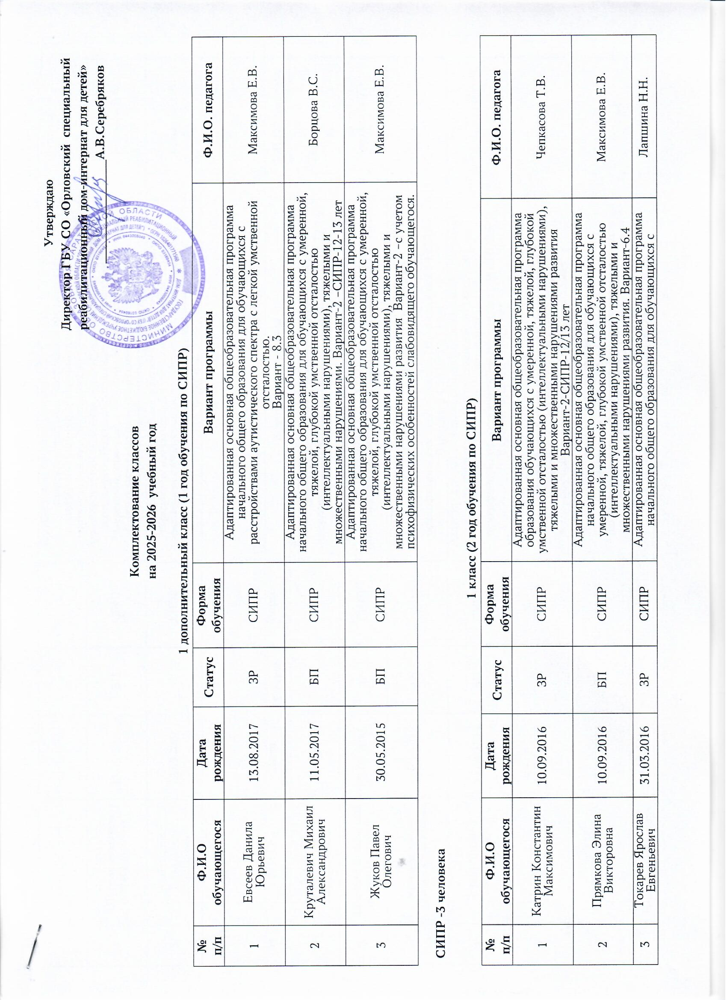 Утверждаю
Директор ГБУ СО «Орловский специальный
реабилитационный дом-интернат для детей»
А.В.Серебряков
Комплектование классов
на 2025-2026 учебный год
1 дополнительный класс (1 год обучения по СИПР)
№ п/п Ф.И.О обучающегося Дата рождения Статус Форма обучения Вариант программы Ф.И.О. педагога
1 Евсеев Данила Юрьевич 13.08.2017 ЗР СИПР Адаптированная основная общеобразовательная программа
начального общего образования для обучающихся с
расстройствами аутистического спектра с легкой умственной
отсталостью.
Вариант - 8.3
Максимова Е.В.
2 Круталевич Михаил Александрович 11.05.2017 БП СИПР Адаптированная основная общеобразовательная программа
начального общего образования для обучающихся с умеренной,
тяжелой, глубокой умственной отсталостью
(интеллектуальными нарушениями), тяжелыми и
множественными нарушениями. Вариант-2 –СИПР-12-13 лет
Борцова В.С.
3 Жуков Павел Олегович 30.05.2015 БП СИПР Адаптированная основная общеобразовательная программа
начального общего образования для обучающихся с умеренной,
тяжелой, глубокой умственной отсталостью
(интеллектуальными нарушениями), тяжелыми и
множественными нарушениями развития Вариант-2 –с учетом
психофизических особенностей слабовидящего обучающегося.
Максимова Е.В.
СИПР -3 человека
1 класс (2 год обучения по СИПР)
№ п/п Ф.И.О обучающегося Дата рождения Статус Форма обучения Вариант программы Ф.И.О. педагога
1 Катрин Константин Максимович 10.09.2016 ЗР СИПР Адаптированная основная общеобразовательная программа
образования обучающихся с умеренной, тяжелой, глубокой
умственной отсталостью (интеллектуальными нарушениями),
тяжелыми и множественными нарушениями развития
Вариант-2-СИПР-12/13 лет
Чепкасова Т.В.
2 Прямкова Элина Викторовна 10.09.2016 БП СИПР Адаптированная основная общеобразовательная программа
начального общего образования для обучающихся с
умеренной, тяжелой, глубокой умственной отсталостью
(интеллектуальными нарушениями), тяжелыми и
множественными нарушениями развития. Вариант-6.4
Максимова Е.В.
3 Токарев Ярослав Евгеньевич 31.03.2016 ЗР СИПР Адаптированная основная общеобразовательная программа
начального общего образования для обучающихся с
Лапшина Н.Н.